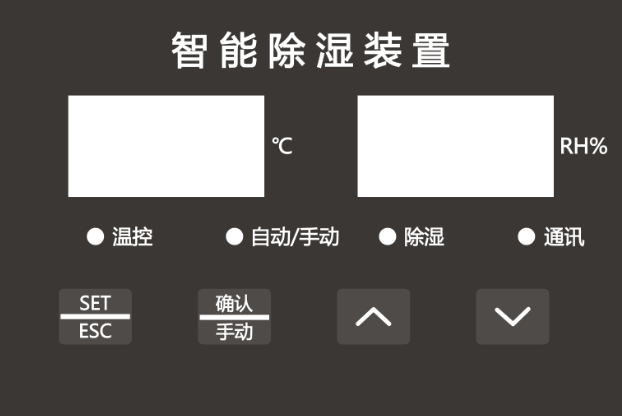 智能除湿装置
℃ RH%
温控 自动/手动 除湿 通讯
SET 确认
ESC 手动